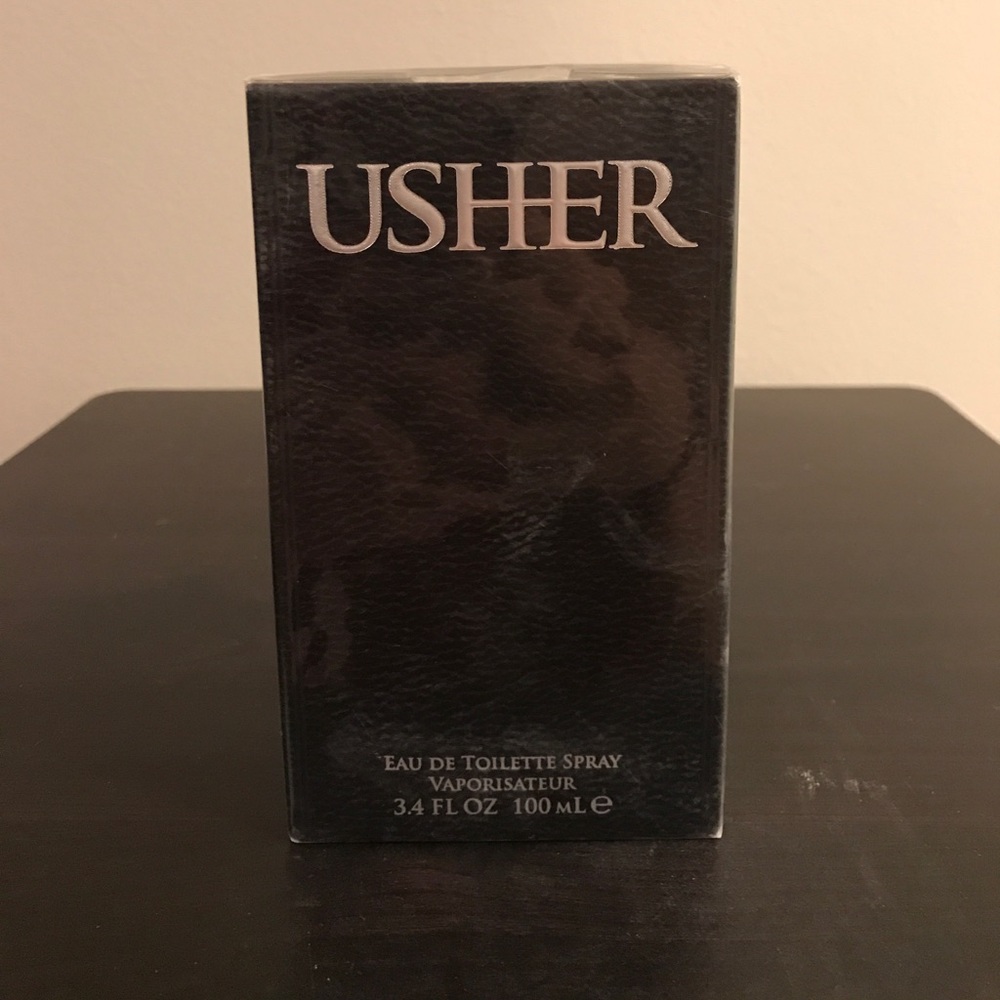 USHER
EAU DE TOILETTE SPRAY
VAPORISATEUR
3.4 FL OZ 100 ML ℮